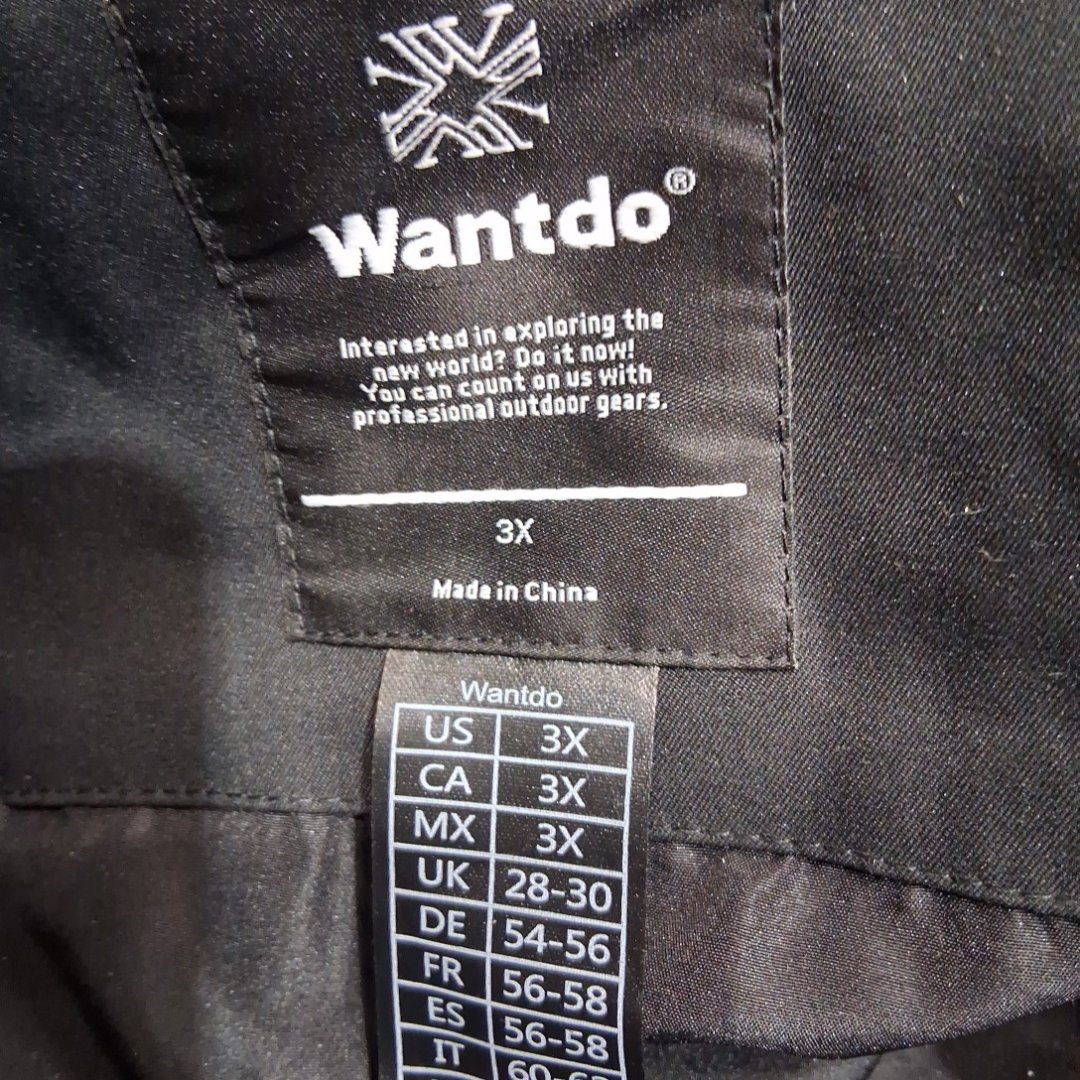 Wantdo®
Interested in exploring the
new world? Do it now!
You can count on us with
professional outdoor gears.
3X
Made in China
Wantdo
US 3X
CA 3X
MX 3X
UK 28-30
DE 54-56
FR 56-58
ES 56-58
IT